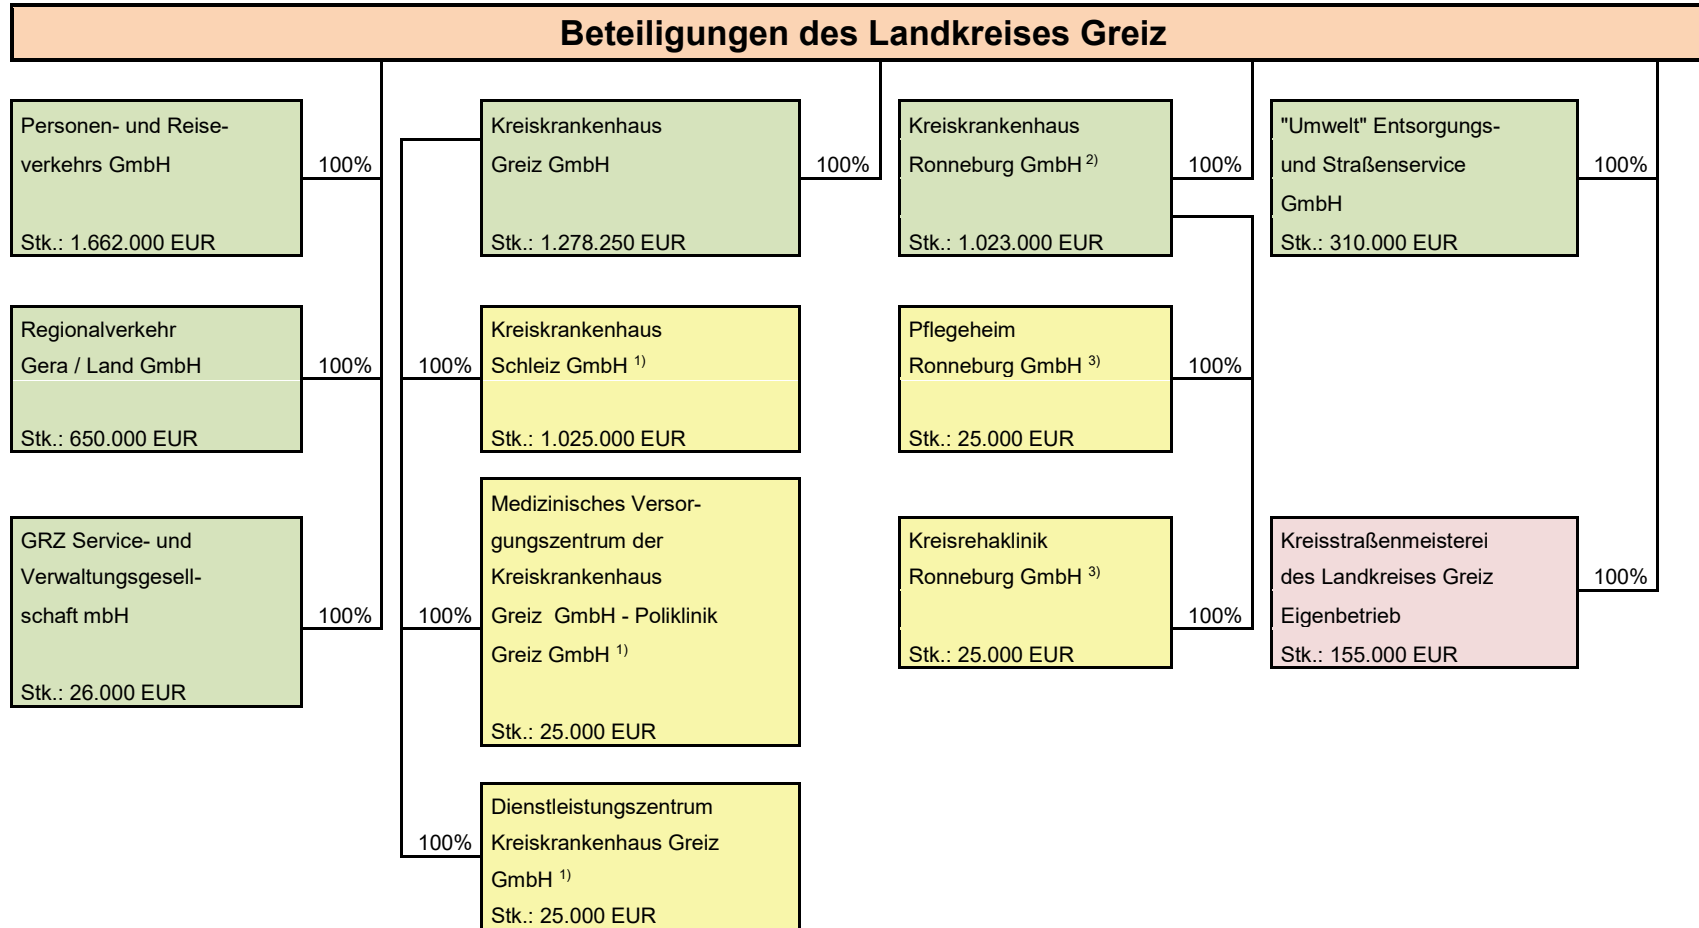 Beteiligungen des Landkreises Greiz
Personen- und Reise-
verkehrs GmbH
Stk.: 1.662.000 EUR
100%
Kreiskrankenhaus
Greiz GmbH
Stk.: 1.278.250 EUR
100%
Kreiskrankenhaus
Ronneburg GmbH 2)
Stk.: 1.023.000 EUR
100%
"Umwelt" Entsorgungs-
und Straßenservice
GmbH
Stk.: 310.000 EUR
100%
Regionalverkehr
Gera / Land GmbH
Stk.: 650.000 EUR
100%
100%
Kreiskrankenhaus
Schleiz GmbH 1)
Stk.: 1.025.000 EUR
Pflegeheim
Ronneburg GmbH 3)
Stk.: 25.000 EUR
100%
GRZ Service- und
Verwaltungsgesell-
schaft mbH
Stk.: 26.000 EUR
100%
100%
Medizinisches Versor-
gungszentrum der
Kreiskrankenhaus
Greiz  GmbH - Poliklinik
Greiz GmbH 1)
Stk.: 25.000 EUR
Kreisrehaklinik
Ronneburg GmbH 3)
Stk.: 25.000 EUR
100%
Kreisstraßenmeisterei
des Landkreises Greiz
Eigenbetrieb
Stk.: 155.000 EUR
100%
100%
Dienstleistungszentrum
Kreiskrankenhaus Greiz
GmbH 1)
Stk.: 25.000 EUR